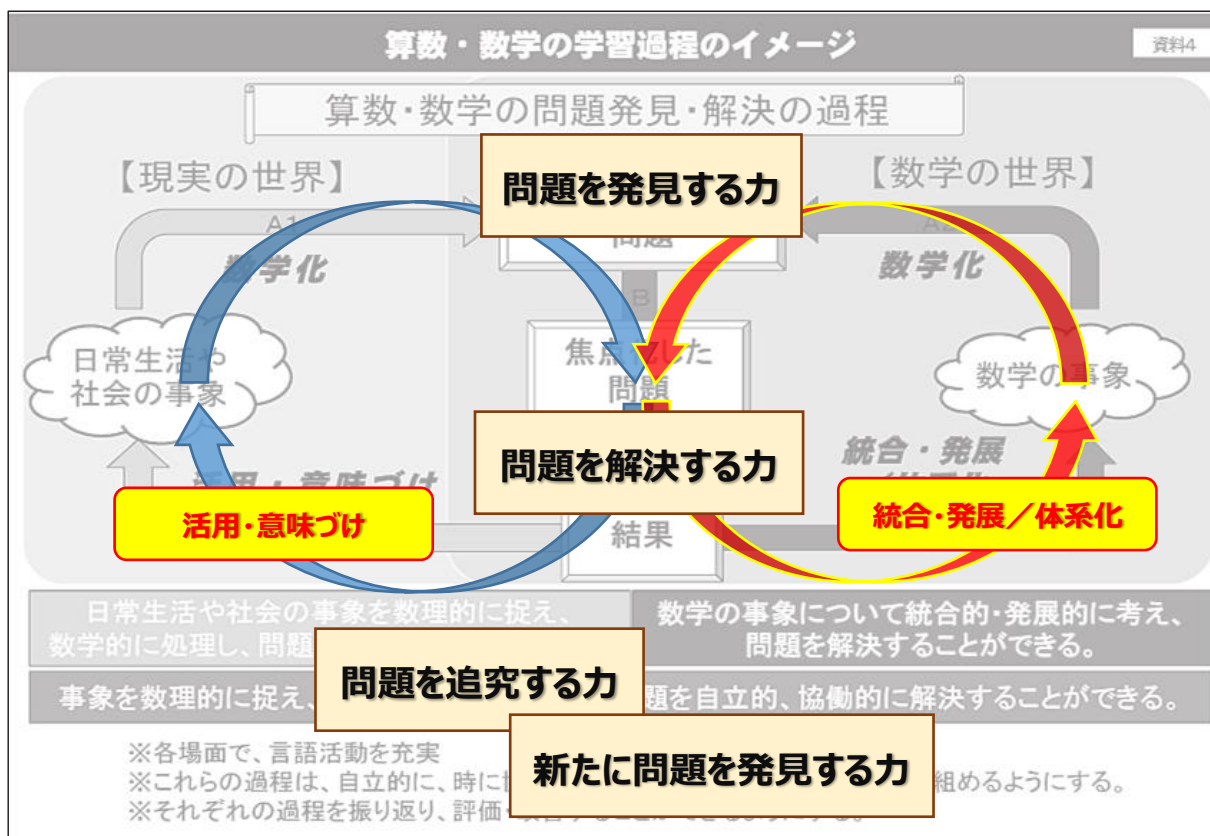 算数・数学の学習過程のイメージ
資料4
算数・数学の問題発見・解決の過程
【現実の世界】
【数学の世界】
問題を発見する力
A1
A2
問題
数学化
数学化
B
日常生活や
社会の事象
焦点化した
問題
数学の事象
問題を解決する力
活用・意味づけ
統合・発展
活用・意味づけ
統合・発展／体系化
結果
日常生活や社会の事象を数理的に捉え、
数学的に処理し、問題
数学の事象について統合的・発展的に考え、
問題を解決することができる。
問題を追究する力
事象を数理的に捉え、
題を自立的、協働的に解決することができる。
新たに問題を発見する力
※各場面で、言語活動を充実
※これらの過程は、自立的に、時に
組めるようにする。
※それぞれの過程を振り返り、評価・